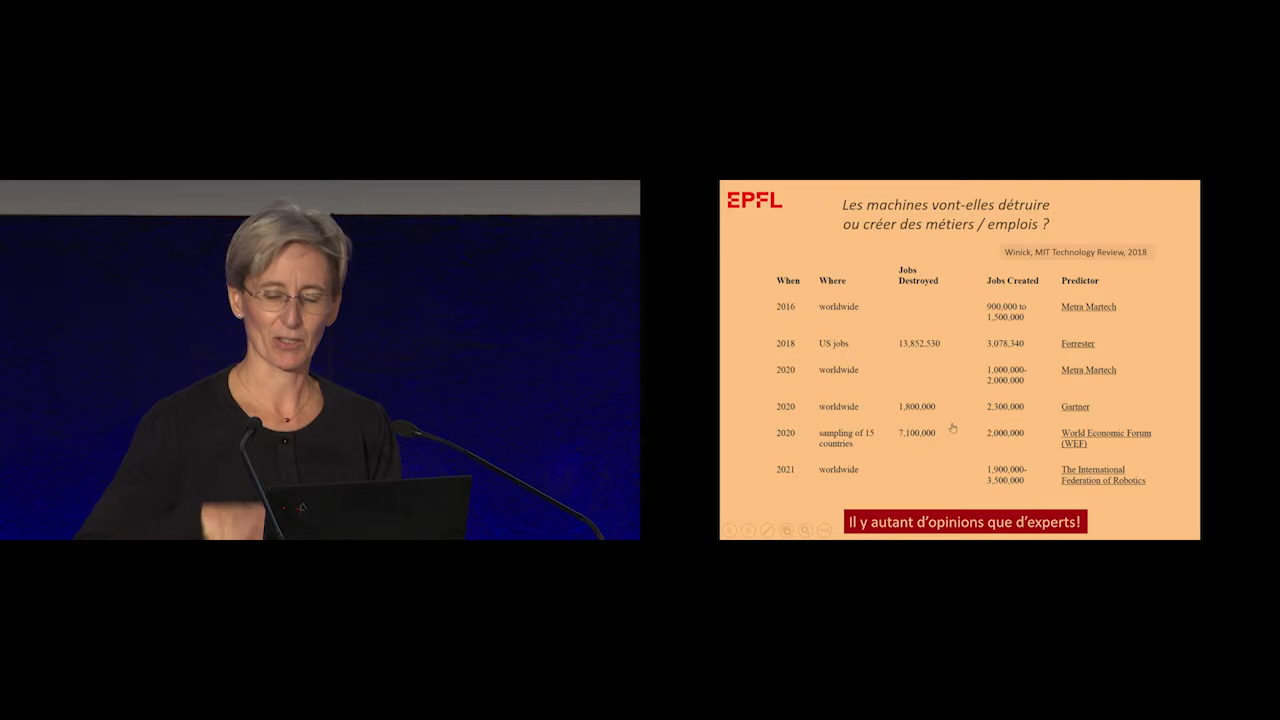 EPFL
Les machines vont-elles détruire
ou créer des métiers / emplois ?
Winick, MIT Technology Review, 2018
When Where Jobs Destroyed Jobs Created Predictor
2016 worldwide 900.000 to 1,500,000 Metra Martech
2018 US jobs 13,852,530 3,078,340 Forrester
2020 worldwide 1,000,000-2.000.000 Metra Martech
2020 worldwide 1,800,000 2,300,000 Gartner
2020 sampling of 15 countries 7,100,000 2,000,000 World Economic Forum (WEF)
2021 worldwide 1,900,000-3,500,000 The International Federation of Robotics
Il y autant d'opinions que d'experts!